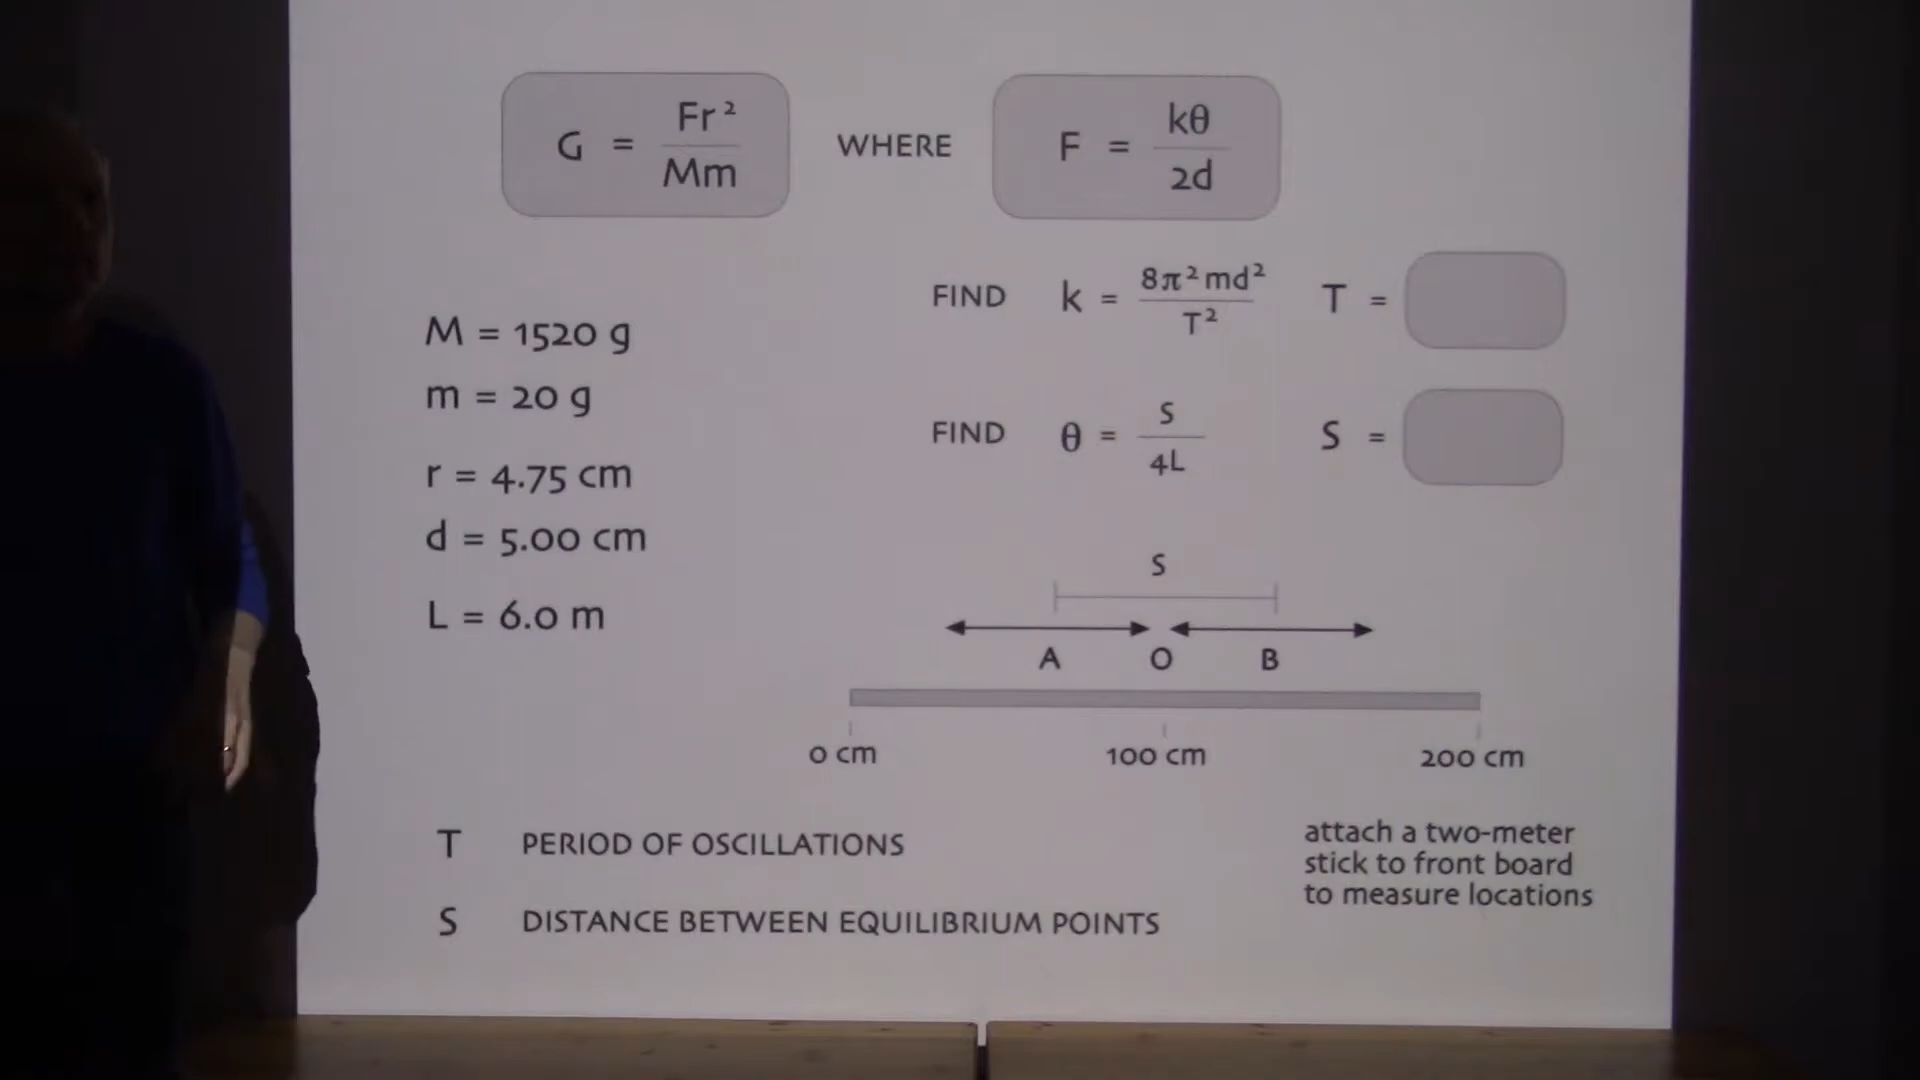 G = Fr² / Mm WHERE F = kθ / 2d
FIND k = 8π²md² / T² T =
M = 1520 g
m = 20 g
FIND θ = S / 4L S =
r = 4.75 cm
d = 5.00 cm
L = 6.0 m
S
A O B
0 cm 100 cm 200 cm
T PERIOD OF OSCILLATIONS
S DISTANCE BETWEEN EQUILIBRIUM POINTS
attach a two-meter
stick to front board
to measure locations